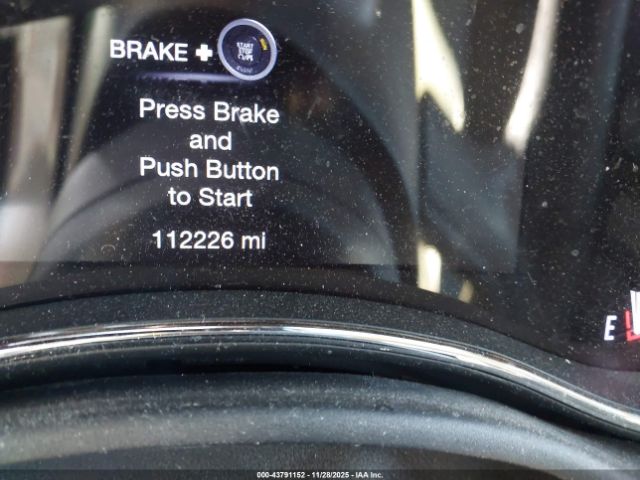 BRAKE +
START
STOP
Press Brake
and
Push Button
to Start
112226 mi
E
000-43791152 - 11/28/2025 - IAA Inc.